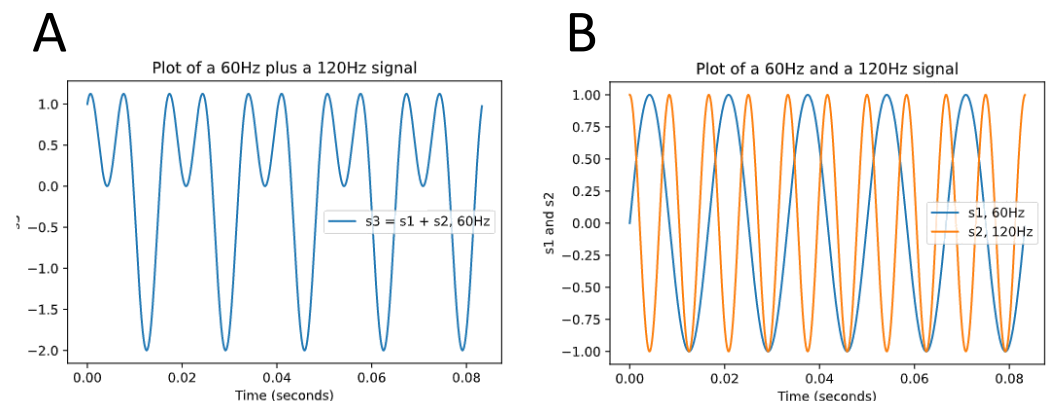 A
Plot of a 60Hz plus a 120Hz signal
1.0
0.5
0.0
−0.5
−1.0
−1.5
−2.0
s3 = s1 + s2, 60Hz
0.00 0.02 0.04 0.06 0.08
Time (seconds)
B
Plot of a 60Hz and a 120Hz signal
s1 and s2
1.00
0.75
0.50
0.25
0.00
−0.25
−0.50
−0.75
−1.00
s1, 60Hz
s2, 120Hz
0.00 0.02 0.04 0.06 0.08
Time (seconds)